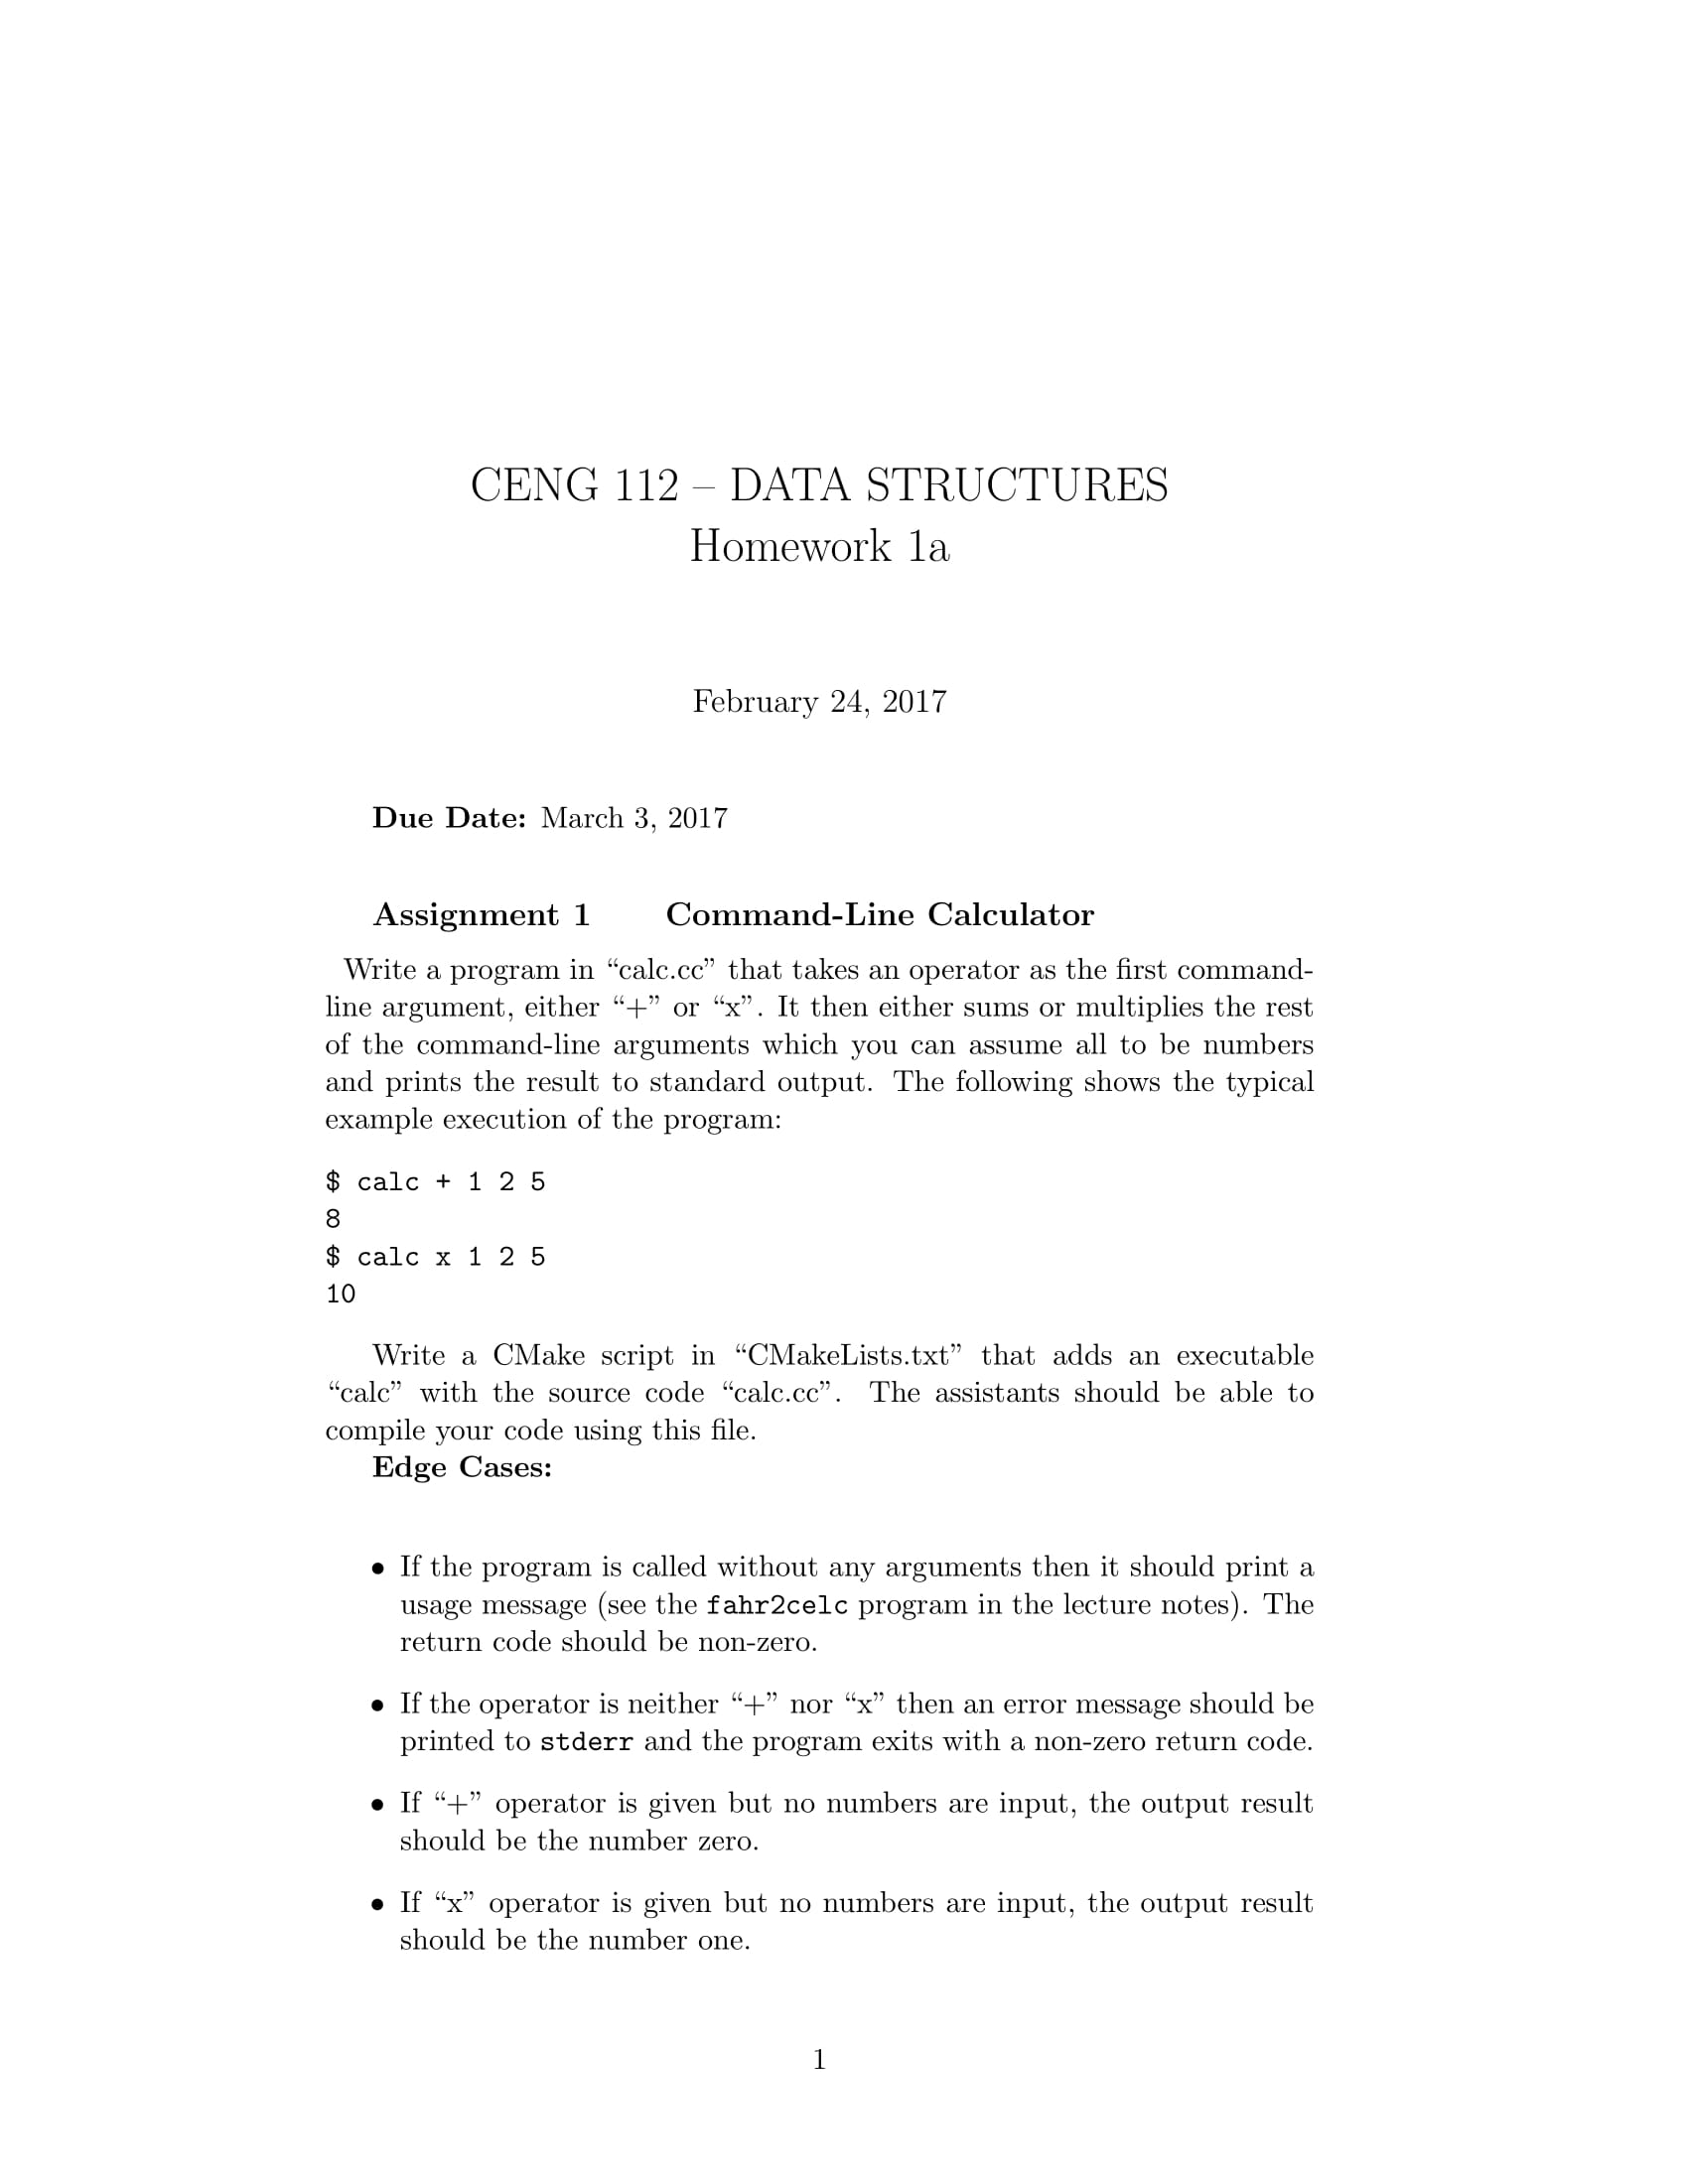 CENG 112 – DATA STRUCTURES
Homework 1a
February 24, 2017
Due Date: March 3, 2017
Assignment 1 Command-Line Calculator
Write a program in “calc.cc” that takes an operator as the first command-
line argument, either “+” or “x”. It then either sums or multiplies the rest
of the command-line arguments which you can assume all to be numbers
and prints the result to standard output. The following shows the typical
example execution of the program:
$ calc + 1 2 5
8
$ calc x 1 2 5
10
Write a CMake script in “CMakeLists.txt” that adds an executable
“calc” with the source code “calc.cc”. The assistants should be able to
compile your code using this file.
Edge Cases:
• If the program is called without any arguments then it should print a
usage message (see the fahr2celc program in the lecture notes). The
return code should be non-zero.
• If the operator is neither “+” nor “x” then an error message should be
printed to stderr and the program exits with a non-zero return code.
• If “+” operator is given but no numbers are input, the output result
should be the number zero.
• If “x” operator is given but no numbers are input, the output result
should be the number one.
1